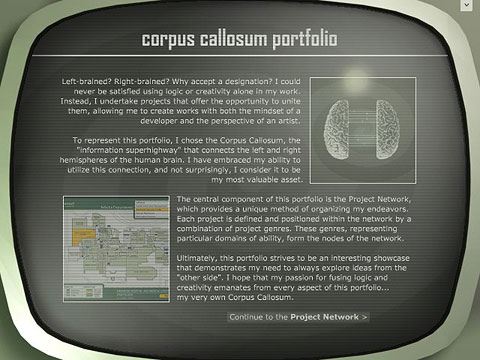 corpus callosum portfolio
Left-brained? Right-brained? Why accept a designation? I could
never be satisfied using logic or creativity alone in my work.
Instead, I undertake projects that offer the opportunity to unite
them, allowing me to create works with both the mindset of a
developer and the perspective of an artist.
To represent this portfolio, I chose the Corpus Callosum, the
"information superhighway" that connects the left and right
hemispheres of the human brain. I have embraced my ability to
utilize this connection, and not surprisingly, I consider it to be
my most valuable asset.
The central component of this portfolio is the Project Network,
which provides a unique method of organizing my endeavors.
Each project is defined and positioned within the network by a
combination of project genres. These genres, representing
particular domains of ability, form the nodes of the network.
Ultimately, this portfolio strives to be an interesting showcase
that demonstrates my need to always explore ideas from the
"other side". I hope that my passion for fusing logic and
creativity emanates from every aspect of this portfolio...
my very own Corpus Callosum.
Continue to the Project Network >